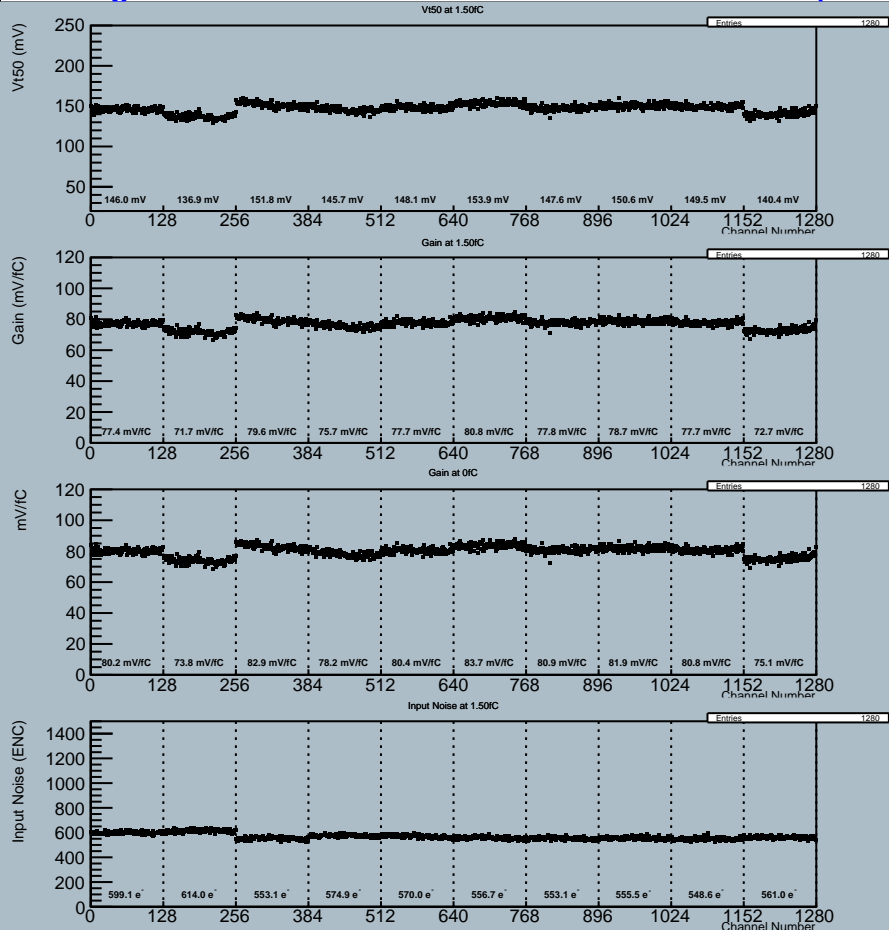 Vt50 at 1.50fC
Entries 1280
Vt50 (mV)
250
200
150
100
50
146.0 mV 136.9 mV 151.8 mV 145.7 mV 148.1 mV 153.9 mV 147.6 mV 150.6 mV 149.5 mV 140.4 mV
0 128 256 384 512 640 768 896 1024 1152 1280
Channel Number
Gain at 1.50fC
Entries 1280
Gain (mV/fC)
120
100
80
60
40
20
0
77.4 mV/fC 71.7 mV/fC 79.6 mV/fC 75.7 mV/fC 77.7 mV/fC 80.8 mV/fC 77.8 mV/fC 78.7 mV/fC 77.7 mV/fC 72.7 mV/fC
0 128 256 384 512 640 768 896 1024 1152 1280
Channel Number
Gain at 0fC
Entries 1280
mV/fC
120
100
80
60
40
20
0
80.2 mV/fC 73.8 mV/fC 82.9 mV/fC 78.2 mV/fC 80.4 mV/fC 83.7 mV/fC 80.9 mV/fC 81.9 mV/fC 80.8 mV/fC 75.1 mV/fC
0 128 256 384 512 640 768 896 1024 1152 1280
Channel Number
Input Noise at 1.50fC
Entries 1280
Input Noise (ENC)
1400
1200
1000
800
600
400
200
0
599.1 e⁻ 614.0 e⁻ 553.1 e⁻ 574.9 e⁻ 570.0 e⁻ 556.7 e⁻ 553.1 e⁻ 555.5 e⁻ 548.6 e⁻ 561.0 e⁻
0 128 256 384 512 640 768 896 1024 1152 1280
Channel Number